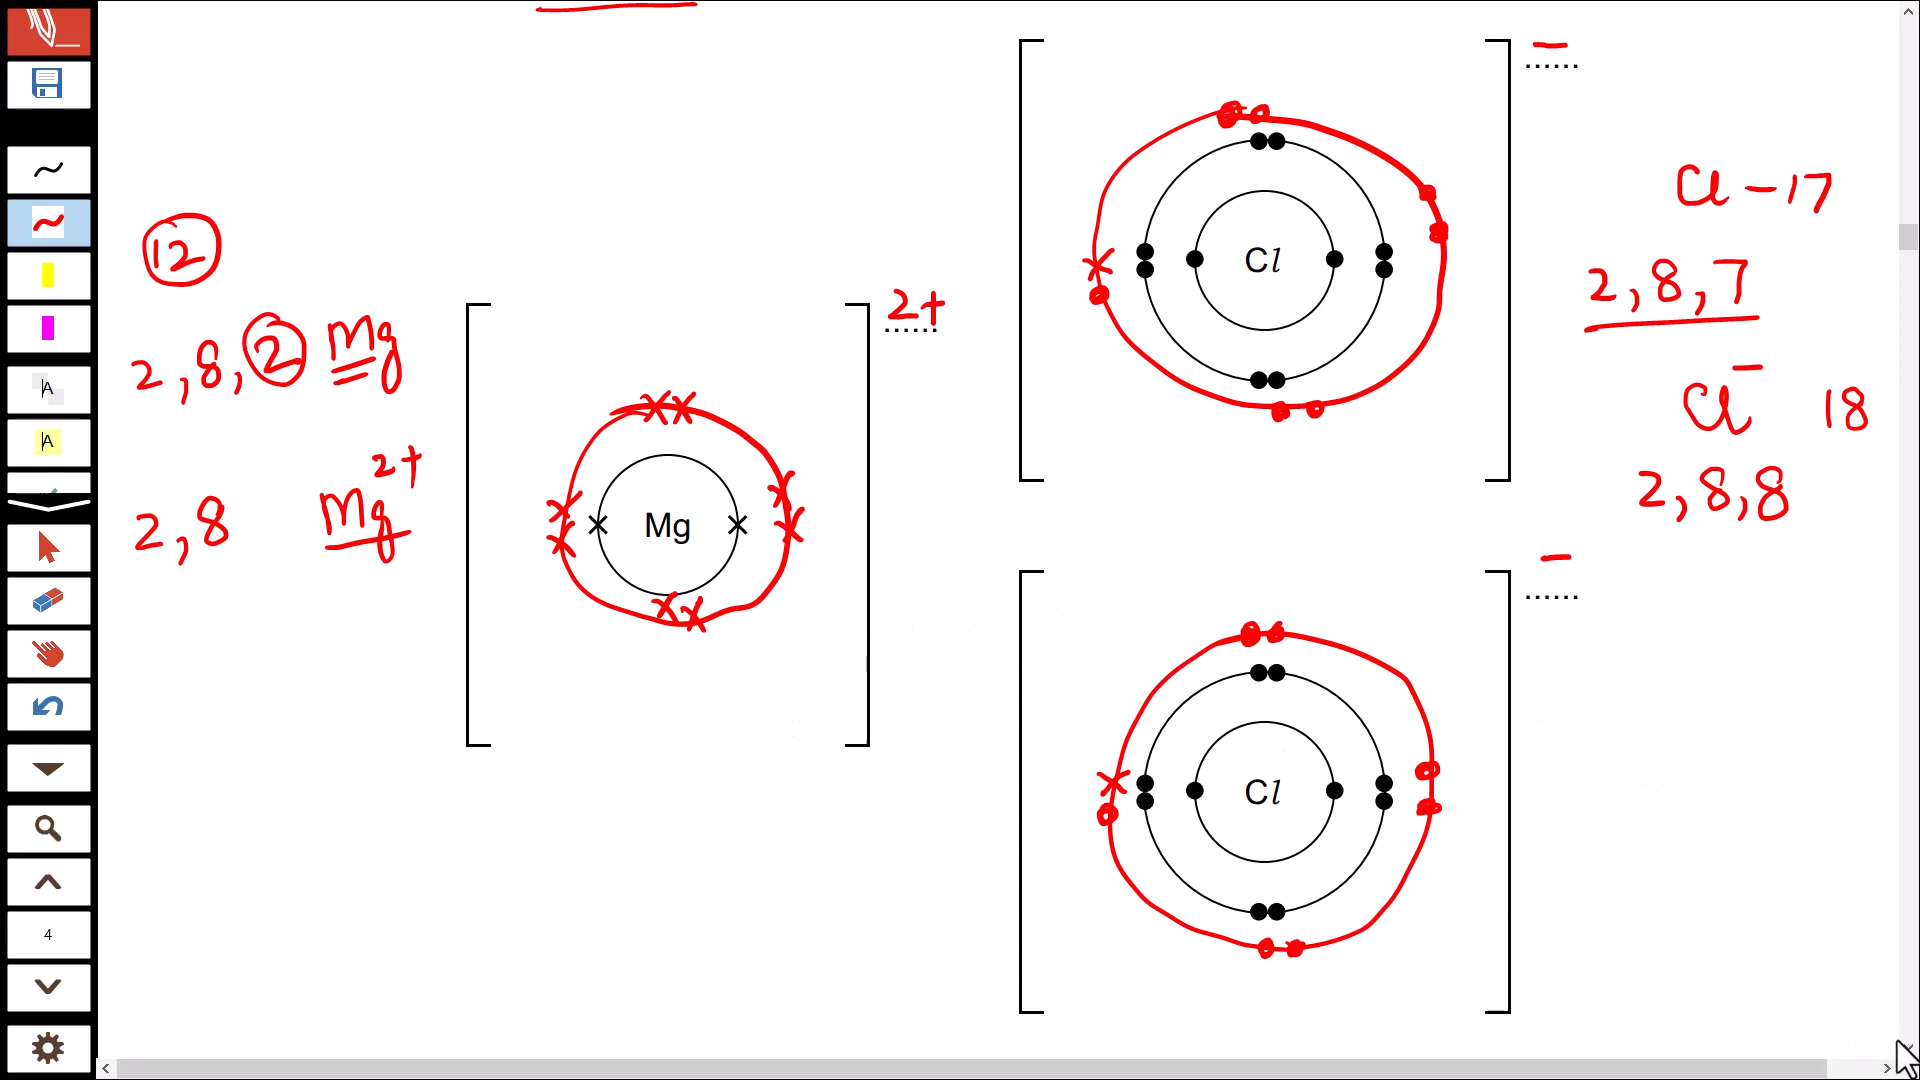 12
2,8,2 Mg
2,8 Mg²⁺
Mg
2+
......
Cl
–
......
Cl – 17
2,8,7
Cl⁻ 18
2,8,8
Cl
–
......
A
A
4